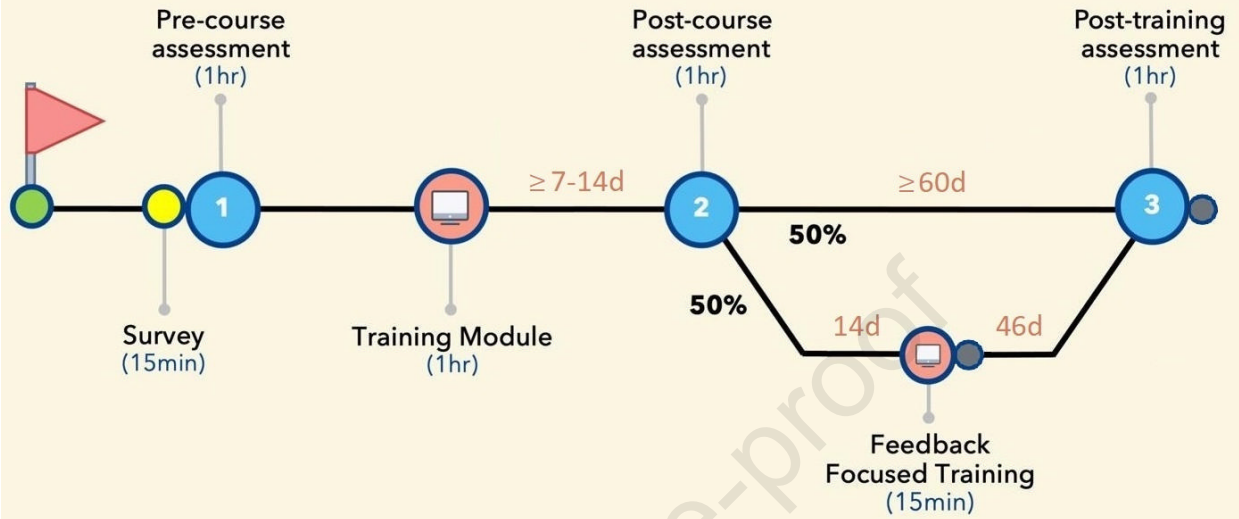 Pre-course
assessment
(1hr)
Post-course
assessment
(1hr)
Post-training
assessment
(1hr)
1
≥ 7-14d
2
≥60d
3
50%
50%
14d
46d
Survey
(15min)
Training Module
(1hr)
Feedback
Focused Training
(15min)
e-proof